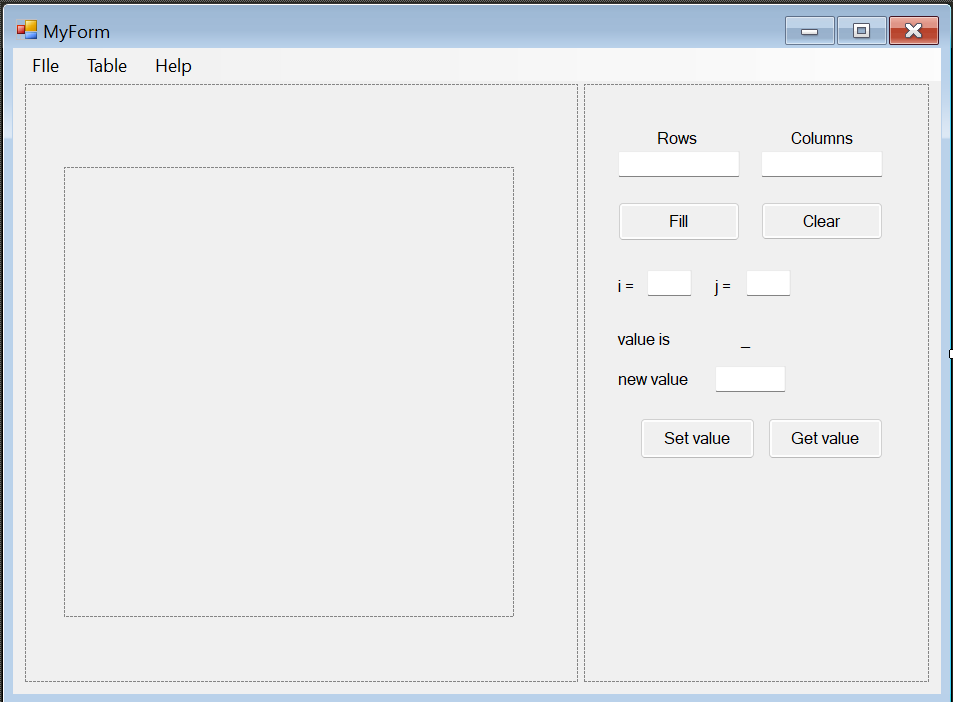 MyForm
FIle Table Help
Rows Columns
Fill Clear
i = j =
value is _
new value
Set value Get value